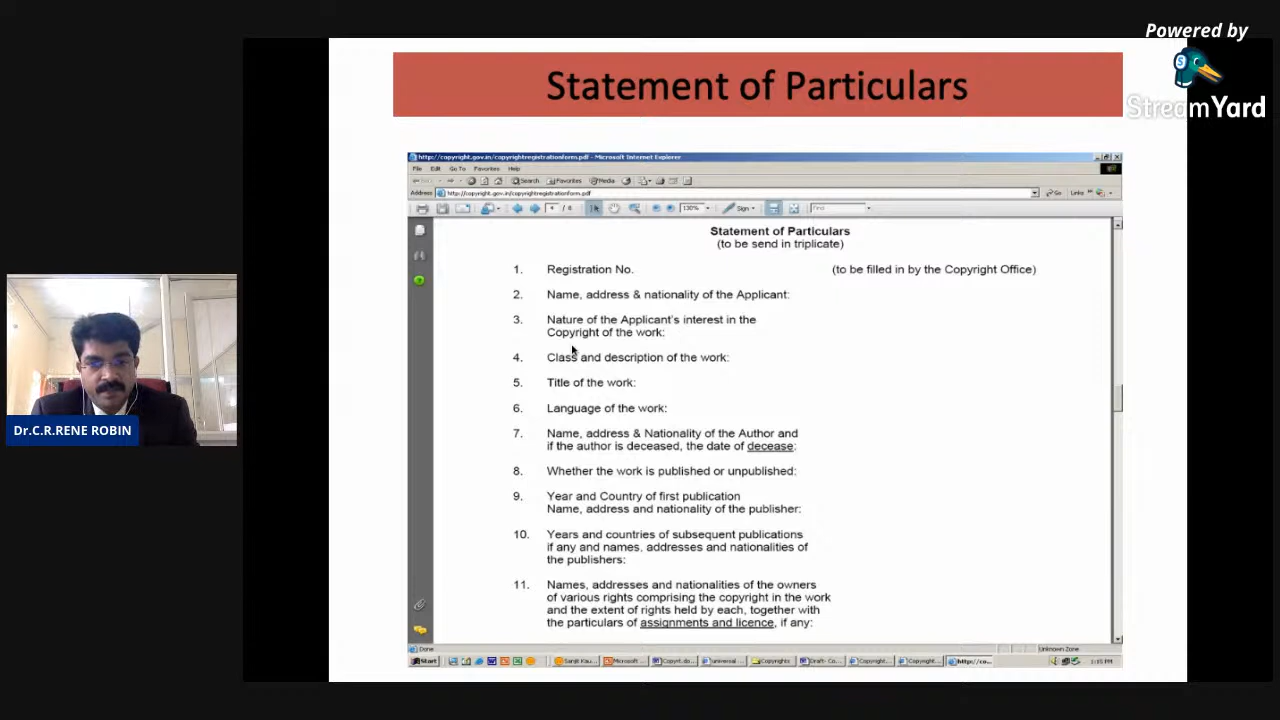 Powered by
StreamYard
Statement of Particulars
http://copyright.gov.in/copyrightregistrationform.pdf - Microsoft Internet Explorer
File Edit Go To Favorites Help
Search Favorites Media
Address http://copyright.gov.in/copyrightregistrationform.pdf Go Links
4 / 8 130% Sign Find
Statement of Particulars
(to be send in triplicate)
1. Registration No. (to be filled in by the Copyright Office)
2. Name, address & nationality of the Applicant:
3. Nature of the Applicant's interest in the
Copyright of the work:
4. Class and description of the work:
5. Title of the work:
6. Language of the work:
7. Name, address & Nationality of the Author and
if the author is deceased, the date of decease:
8. Whether the work is published or unpublished:
9. Year and Country of first publication
Name, address and nationality of the publisher:
10. Years and countries of subsequent publications
if any and names, addresses and nationalities of
the publishers:
11. Names, addresses and nationalities of the owners
of various rights comprising the copyright in the work
and the extent of rights held by each, together with
the particulars of assignments and licence, if any:
Done Unknown Zone
Start Sanjit Kau... Microsoft ... Copyrt.do... universal ... Copyrights Draft- Co... Copyright... Copyright... http://co...
Dr.C.R.RENE ROBIN